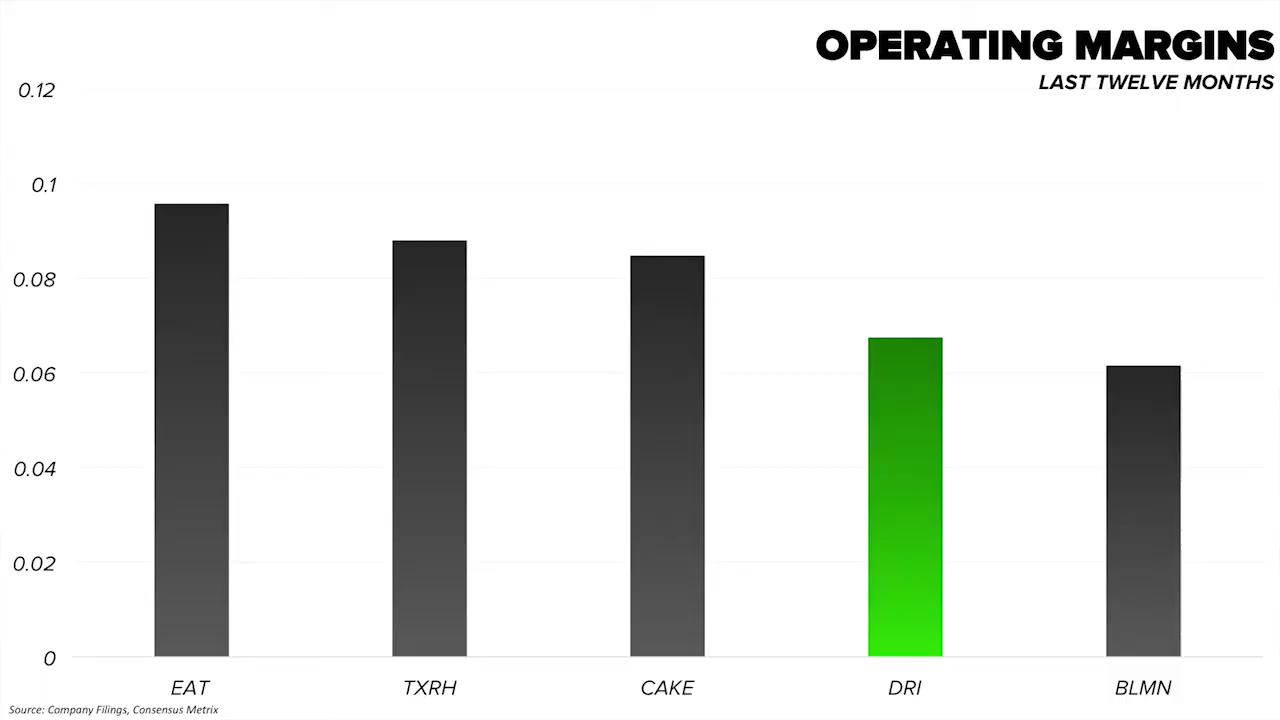 OPERATING MARGINS
LAST TWELVE MONTHS
0.12
0.1
0.08
0.06
0.04
0.02
0
EAT TXRH CAKE DRI BLMN
Source: Company Filings, Consensus Metrix